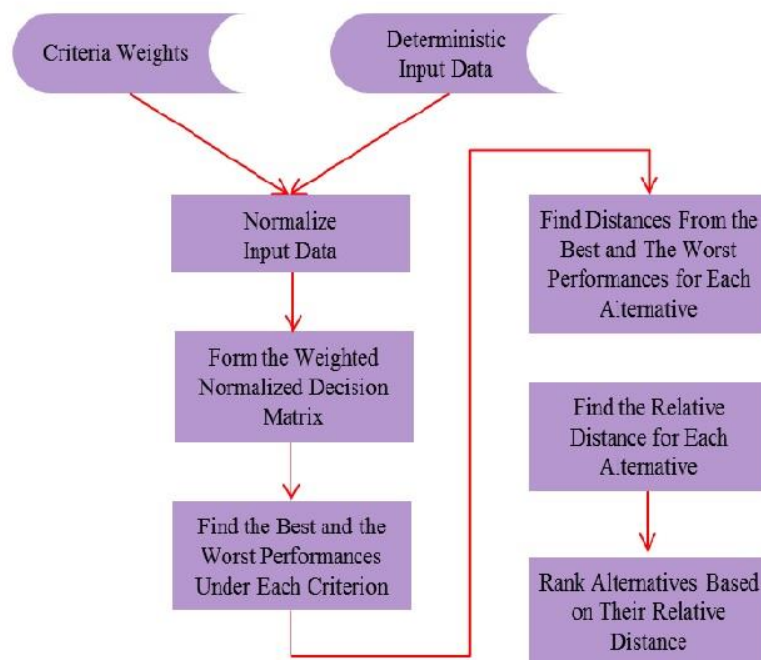 Criteria Weights
Deterministic
Input Data
Normalize
Input Data
Form the Weighted
Normalized Decision
Matrix
Find the Best and the
Worst Performances
Under Each Criterion
Find Distances From the
Best and The Worst
Performances for Each
Alternative
Find the Relative
Distance for Each
Alternative
Rank Alternatives Based
on Their Relative
Distance